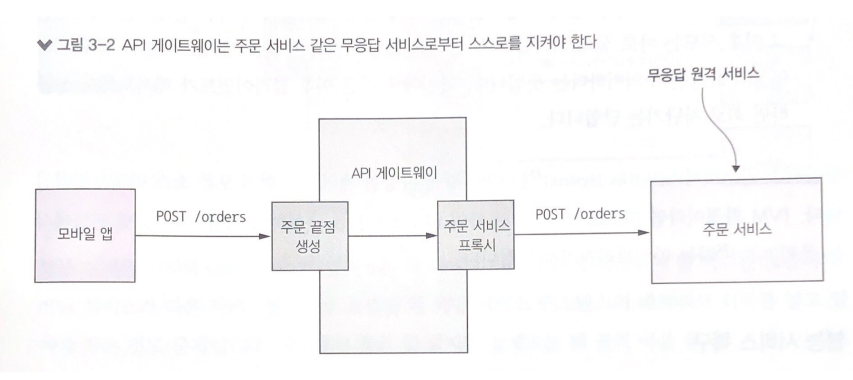 그림 3-2 API 게이트웨이는 주문 서비스 같은 무응답 서비스로부터 스스로를 지켜야 한다
무응답 원격 서비스
API 게이트웨이
모바일 앱
POST /orders
주문 끝점
생성
주문 서비스
프록시
POST /orders
주문 서비스